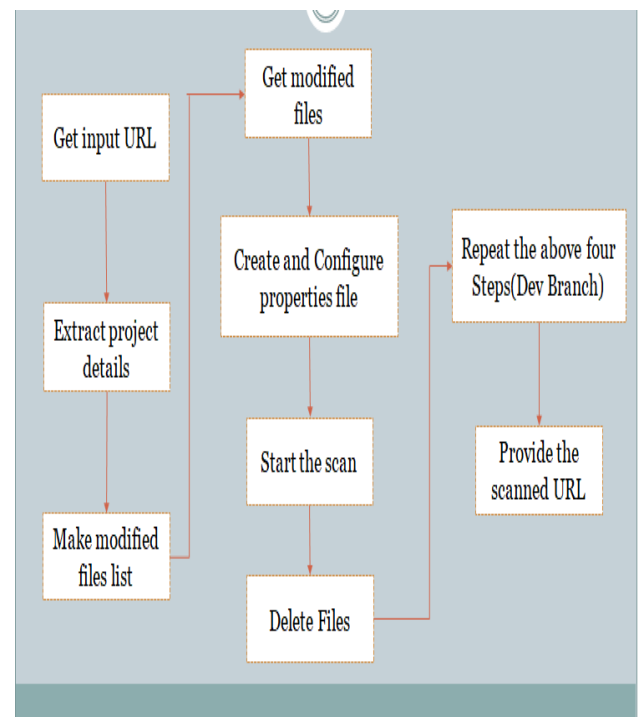 Get input URL
Extract project
details
Make modified
files list
Get modified
files
Create and Configure
properties file
Start the scan
Delete Files
Repeat the above four
Steps(Dev Branch)
Provide the
scanned URL